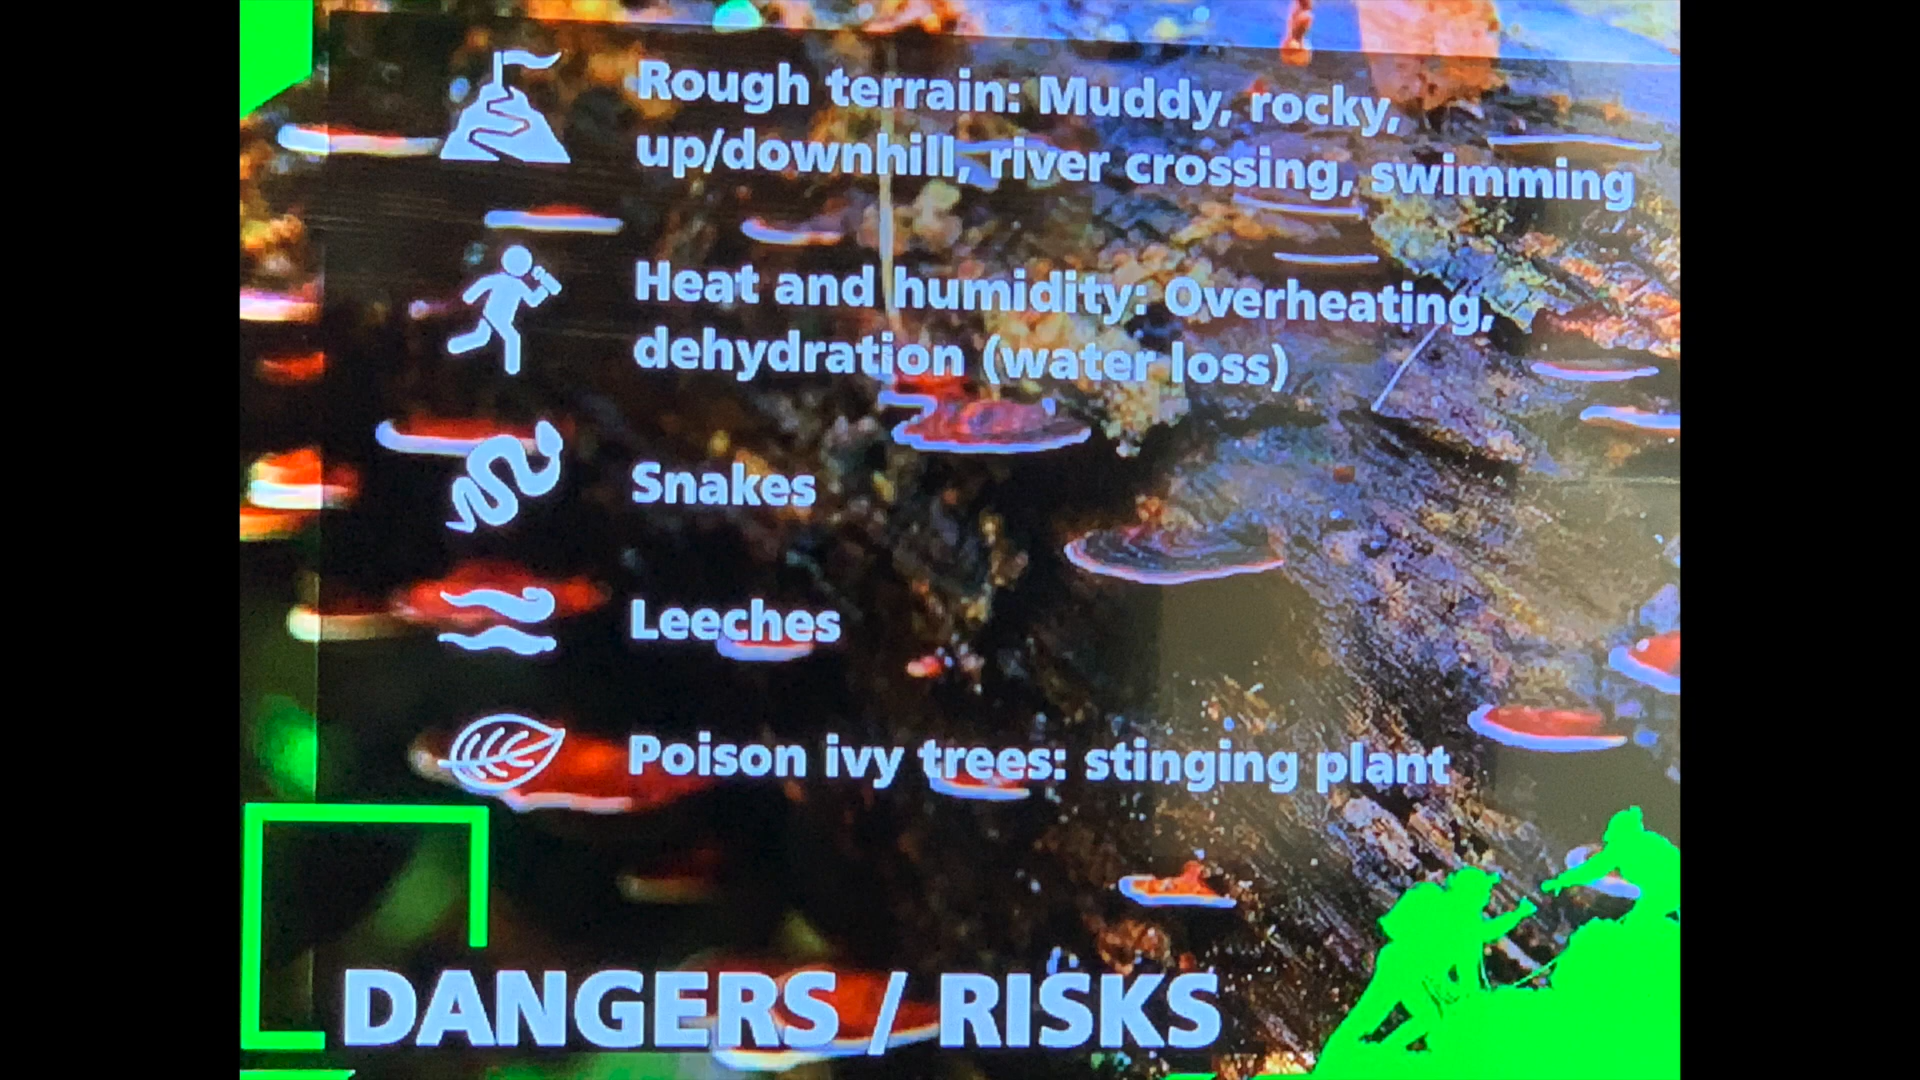 Rough terrain: Muddy, rocky,
up/downhill, river crossing, swimming
Heat and humidity: Overheating,
dehydration (water loss)
Snakes
Leeches
Poison ivy trees: stinging plant
DANGERS / RISKS